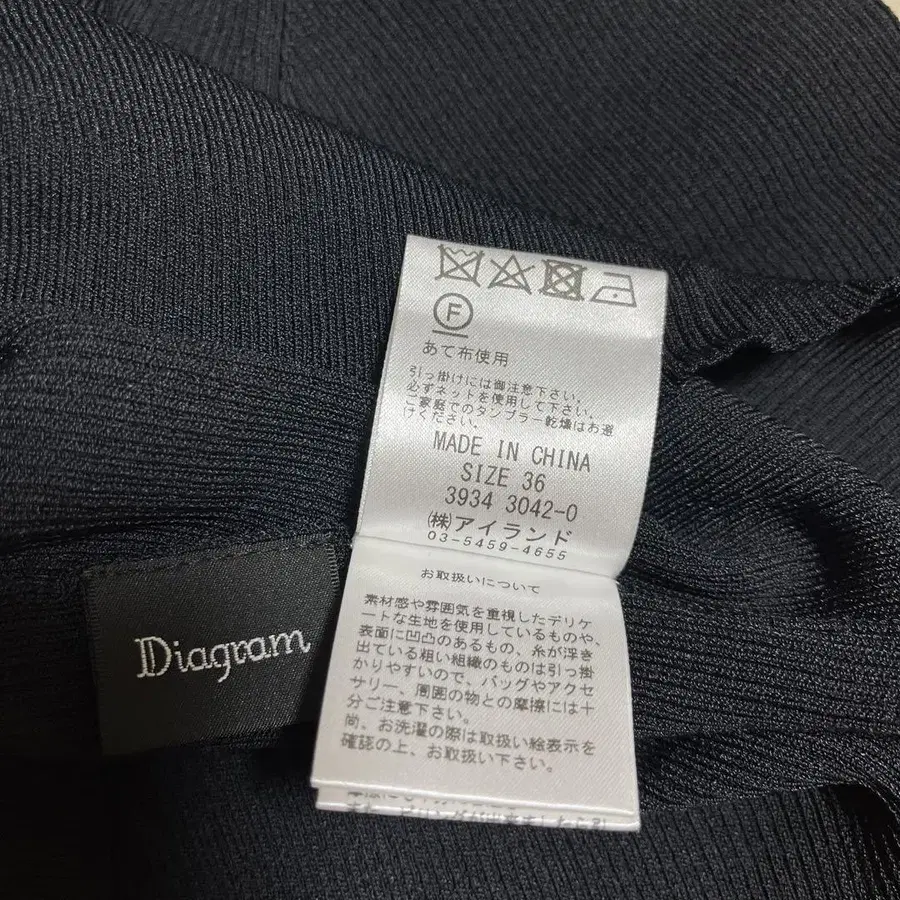 F
あて布使用
引っ掛けには御注意下さい。
必ずネットを使用して下さい。
ご家庭でのタンブラー乾燥はお避
けください。
MADE IN CHINA
SIZE 36
3934 3042-0
㈱アイランド
03-5459-4655
お取扱いについて
素材感や雰囲気を重視したデリケ
ートな生地を使用しているものや、
表面に凹凸のあるもの、糸が浮き
出ている粗い組織のものは引っ掛
かりやすいので、バッグやアクセ
サリー、周囲の物との摩擦には十
分ご注意下さい。
尚、お洗濯の際は取扱い絵表示を
確認の上、お取扱い下さい。
Diagram